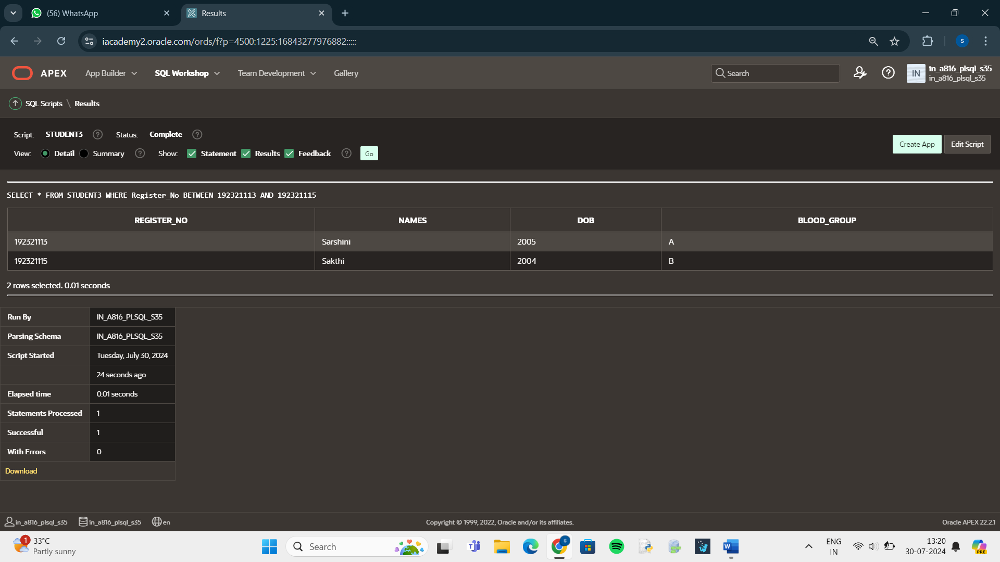 (56) WhatsApp
Results
iacademy2.oracle.com/ords/f?p=4500:1225:16843277976882:::::
S
APEX
App Builder
SQL Workshop
Team Development
Gallery
Search
IN
in_a816_plsql_s35
in_a816_plsql_s35
SQL Scripts \ Results
Script: STUDENT3 ? Status: Complete ?
View: Detail Summary ? Show: Statement Results Feedback ? Go
Create App
Edit Script
SELECT * FROM STUDENT3 WHERE Register_No BETWEEN 192321113 AND 192321115
REGISTER_NO NAMES DOB BLOOD_GROUP
192321113 Sarshini 2005 A
192321115 Sakthi 2004 B
2 rows selected. 0.01 seconds
Run By IN_A816_PLSQL_S35
Parsing Schema IN_A816_PLSQL_S35
Script Started Tuesday, July 30, 2024
24 seconds ago
Elapsed time 0.01 seconds
Statements Processed 1
Successful 1
With Errors 0
Download
in_a816_plsql_s35 in_a816_plsql_s35 en
Copyright © 1999, 2022, Oracle and/or its affiliates.
Oracle APEX 22.2.1
1
33°C
Partly sunny
Search
ENG
IN
13:20
30-07-2024
PRE